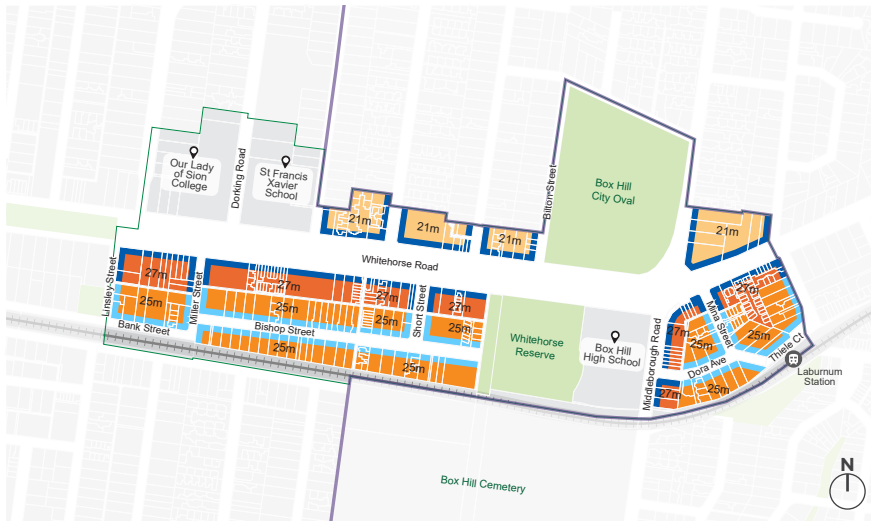 Our Lady
of Sion
College
Dorking Road
St Francis
Xavier
School
Bilton Street
Box Hill
City Oval
21m
21m
21m
21m
Whitehorse Road
Linsley Street
27m
Miller Street
27m
27m
Short Street
27m
27m
25m
25m
25m
25m
Bank Street
Bishop Street
25m
25m
Whitehorse
Reserve
Box Hill
High School
Middleborough Road
27m
Mina Street
25m
25m
Dora Ave
Thiele Ct
27m
25m
Laburnum
Station
Box Hill Cemetery
N